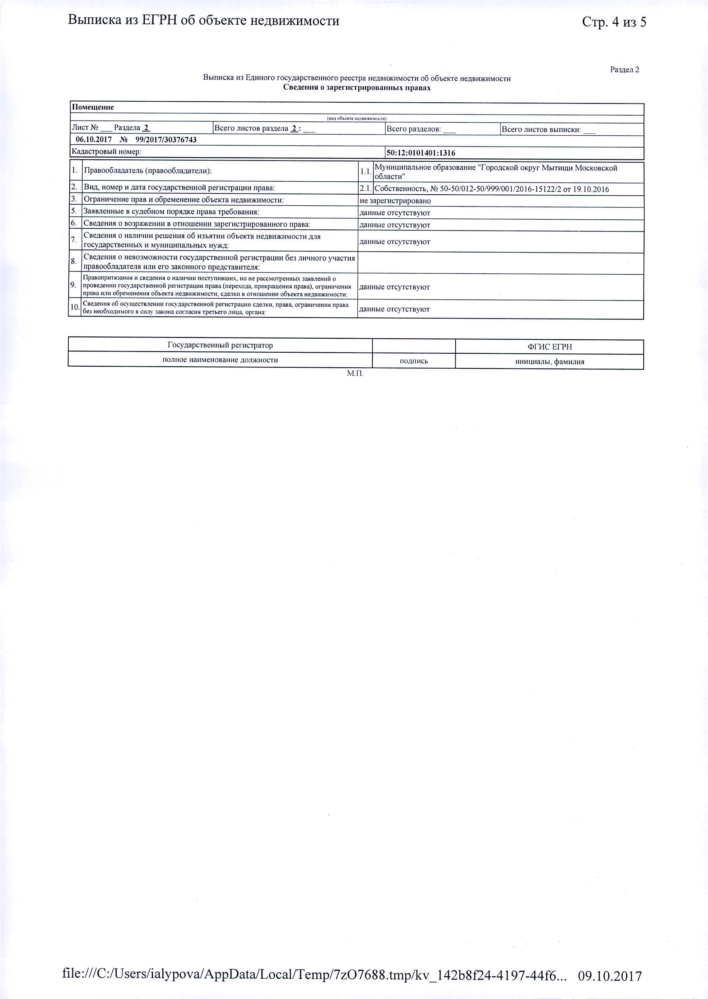 Выписка из ЕГРН об объекте недвижимости Стр. 4 из 5
Раздел 2
Выписка из Единого государственного реестра недвижимости об объекте недвижимости
Сведения о зарегистрированных правах
Помещение
(вид объекта недвижимости)
Лист № ___ Раздела 2 Всего листов раздела 2 : ___ Всего разделов: ___ Всего листов выписки: ___
06.10.2017 № 99/2017/30376743
Кадастровый номер: 50:12:0101401:1316
1. Правообладатель (правообладатели): 1.1. Муниципальное образование "Городской округ Мытищи Московской
области"
2. Вид, номер и дата государственной регистрации права: 2.1. Собственность, № 50-50/012-50/999/001/2016-15122/2 от 19.10.2016
3. Ограничение прав и обременение объекта недвижимости: не зарегистрировано
5. Заявленные в судебном порядке права требования: данные отсутствуют
6. Сведения о возражении в отношении зарегистрированного права: данные отсутствуют
7. Сведения о наличии решения об изъятии объекта недвижимости для
государственных и муниципальных нужд: данные отсутствуют
8. Сведения о невозможности государственной регистрации без личного участия
правообладателя или его законного представителя:
9. Правопритязания и сведения о наличии поступивших, но не рассмотренных заявлений о
проведении государственной регистрации права (перехода, прекращения права), ограничения
права или обременения объекта недвижимости, сделки в отношении объекта недвижимости: данные отсутствуют
10. Сведения об осуществлении государственной регистрации сделки, права, ограничения права
без необходимого в силу закона согласия третьего лица, органа: данные отсутствуют
Государственный регистратор ФГИС ЕГРН
полное наименование должности подпись инициалы, фамилия
М.П.
file:///C:/Users/ialypova/AppData/Local/Temp/7zO7688.tmp/kv_142b8f24-4197-44f6... 09.10.2017